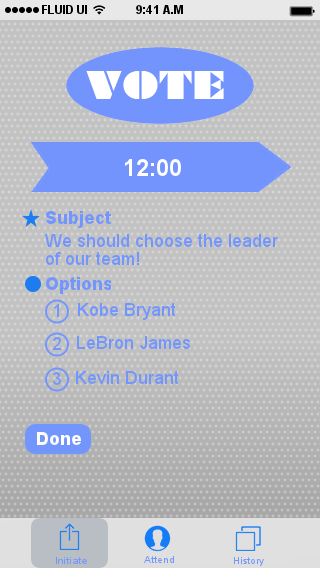 FLUID UI 9:41 A.M
VOTE
12:00
Subject
We should choose the leader
of our team!
Options
1 Kobe Bryant
2 LeBron James
3 Kevin Durant
Done
Initiate Attend History